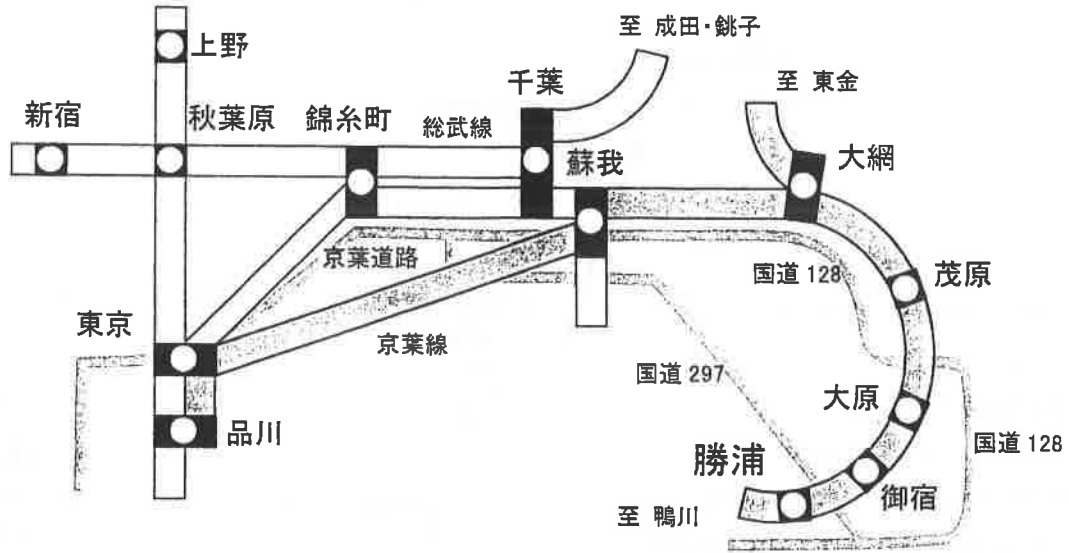 至 成田・銚子
上野
千葉
至 東金
新宿
秋葉原
錦糸町
総武線
蘇我
大網
京葉道路
国道 128
茂原
東京
京葉線
国道 297
大原
品川
勝浦
国道 128
御宿
至 鴨川